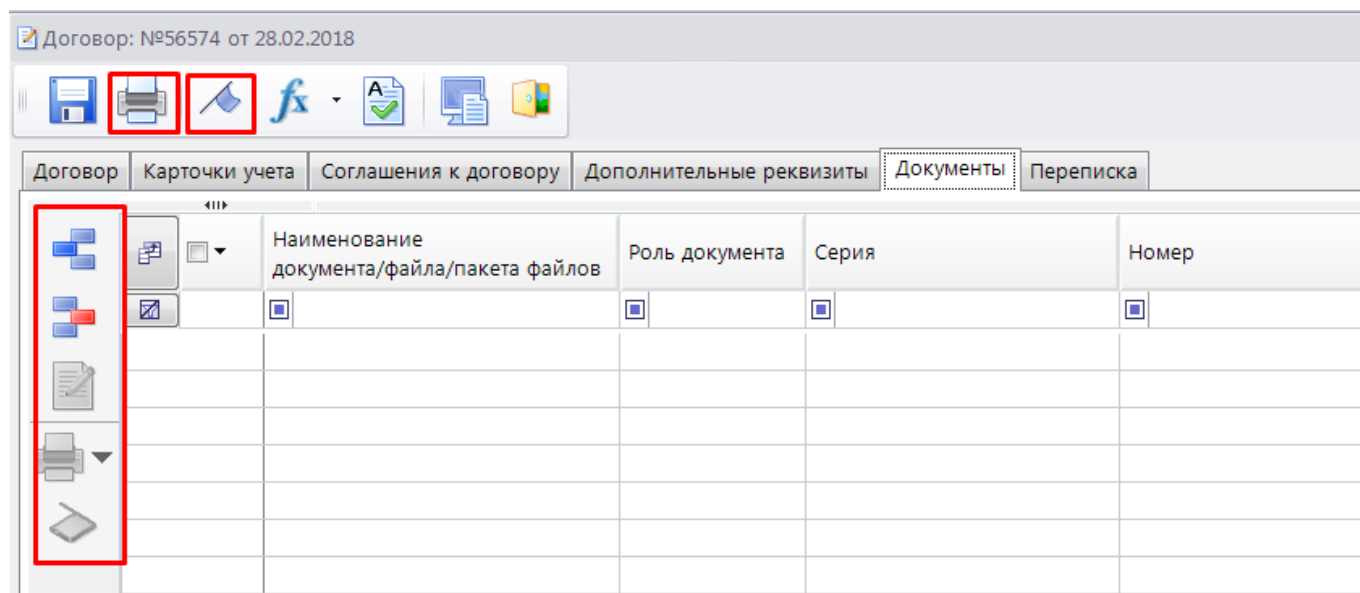 Договор: №56574 от 28.02.2018
fx
A
Договор Карточки учета Соглашения к договору Дополнительные реквизиты Документы Переписка
Наименование
документа/файла/пакета файлов
Роль документа Серия Номер